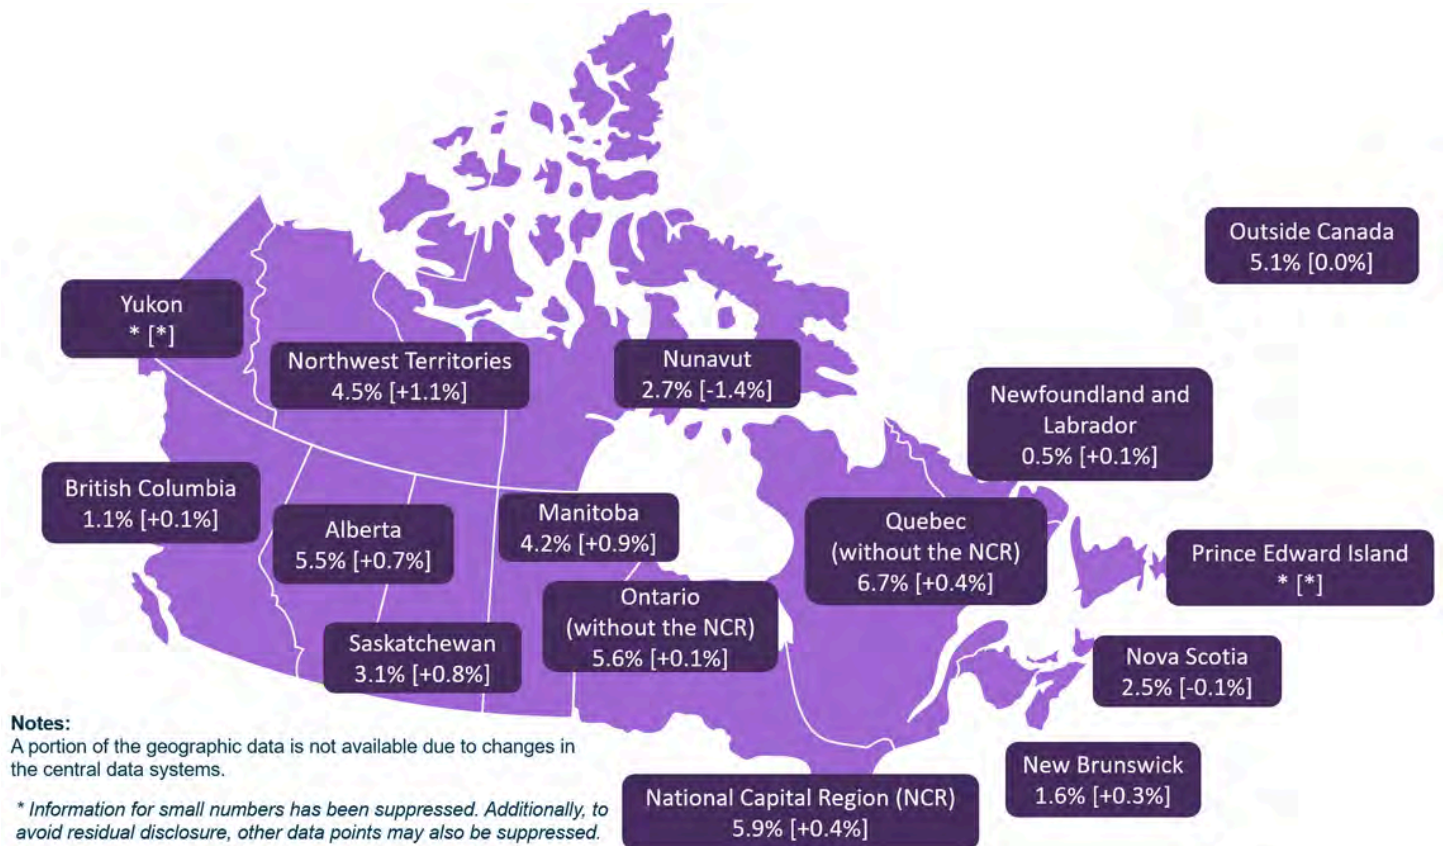 Outside Canada
5.1% [0.0%]
Yukon
* [*]
Northwest Territories
4.5% [+1.1%]
Nunavut
2.7% [-1.4%]
Newfoundland and
Labrador
0.5% [+0.1%]
British Columbia
1.1% [+0.1%]
Alberta
5.5% [+0.7%]
Manitoba
4.2% [+0.9%]
Quebec
(without the NCR)
6.7% [+0.4%]
Prince Edward Island
* [*]
Ontario
(without the NCR)
5.6% [+0.1%]
Saskatchewan
3.1% [+0.8%]
Nova Scotia
2.5% [-0.1%]
New Brunswick
1.6% [+0.3%]
National Capital Region (NCR)
5.9% [+0.4%]
Notes:
A portion of the geographic data is not available due to changes in
the central data systems.
* Information for small numbers has been suppressed. Additionally, to
avoid residual disclosure, other data points may also be suppressed.